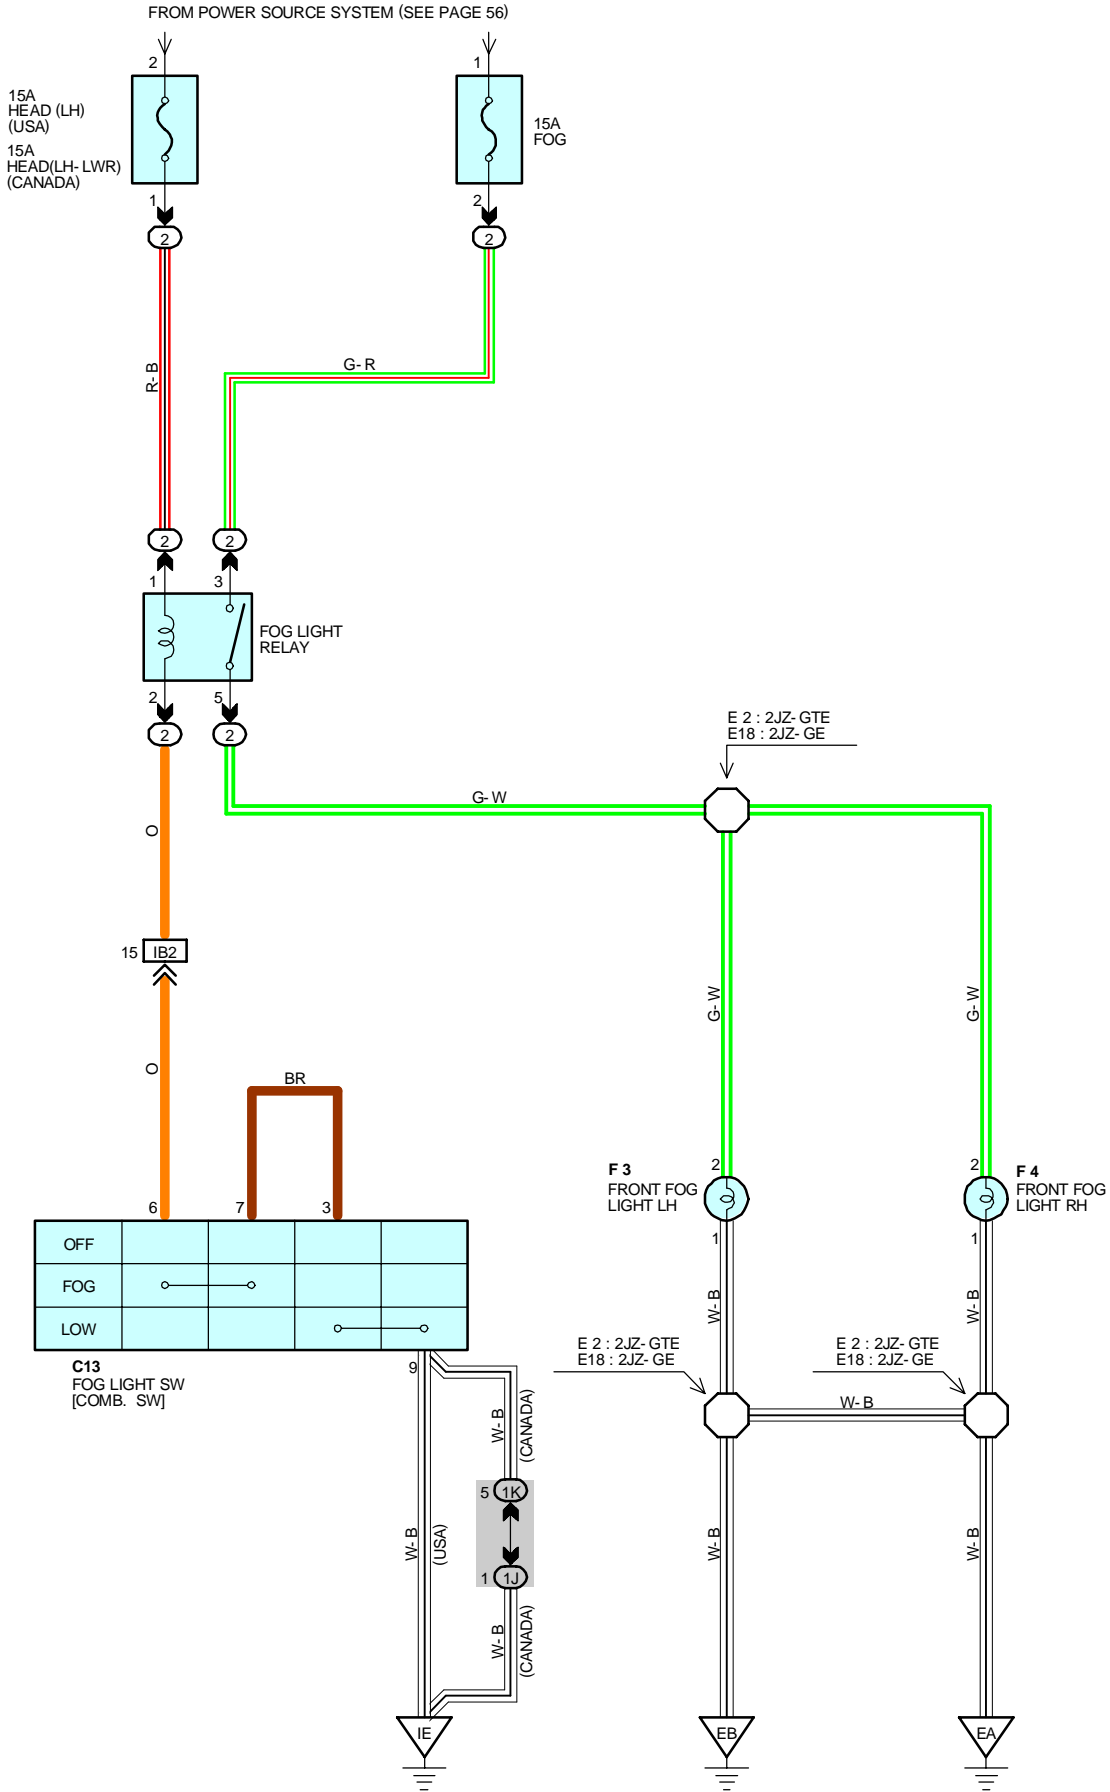 FROM POWER SOURCE SYSTEM (SEE PAGE 56)
2
1
15A
HEAD (LH)
(USA)
15A
HEAD(LH-LWR)
(CANADA)
15A
FOG
1
2
2
2
R-B
G-R
2
2
1
3
FOG LIGHT
RELAY
2
5
2
2
E 2 : 2JZ-GTE
E18 : 2JZ-GE
G-W
O
15
IB2
G-W
G-W
O
BR
6
7
3
F 3
FRONT FOG
LIGHT LH
2
2
F 4
FRONT FOG
LIGHT RH
1
1
OFF
FOG
LOW
W-B
W-B
C13
FOG LIGHT SW
[COMB. SW]
9
E 2 : 2JZ-GTE
E18 : 2JZ-GE
E 2 : 2JZ-GTE
E18 : 2JZ-GE
W-B
W-B
(CANADA)
5
1K
W-B
(USA)
W-B
W-B
1
1J
W-B
(CANADA)
IE
EB
EA